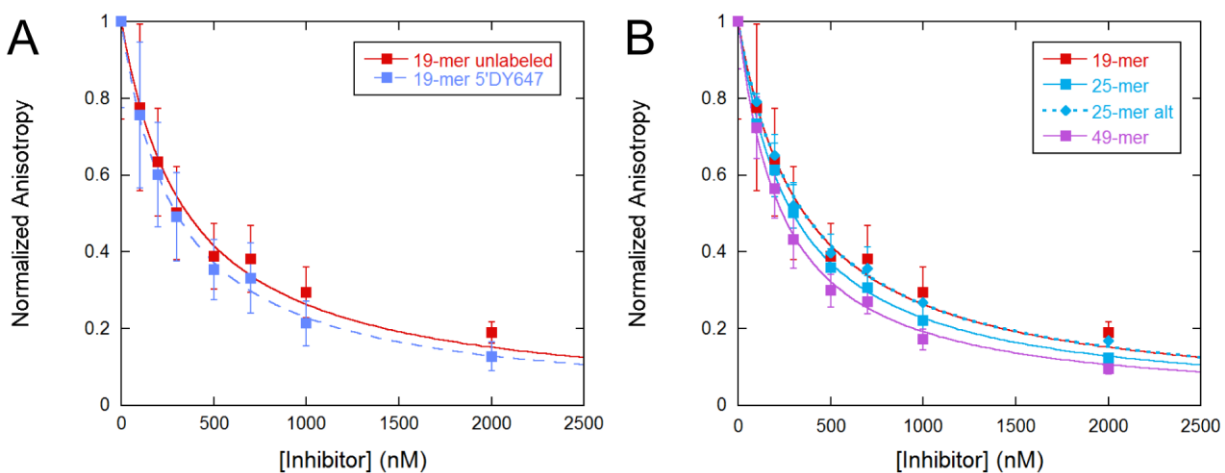 A
Normalized Anisotropy
1
0.8
0.6
0.4
0.2
0
19-mer unlabeled
19-mer 5'DY647
0
500
1000
1500
2000
2500
[Inhibitor] (nM)
B
Normalized Anisotropy
1
0.8
0.6
0.4
0.2
0
19-mer
25-mer
25-mer alt
49-mer
0
500
1000
1500
2000
2500
[Inhibitor] (nM)